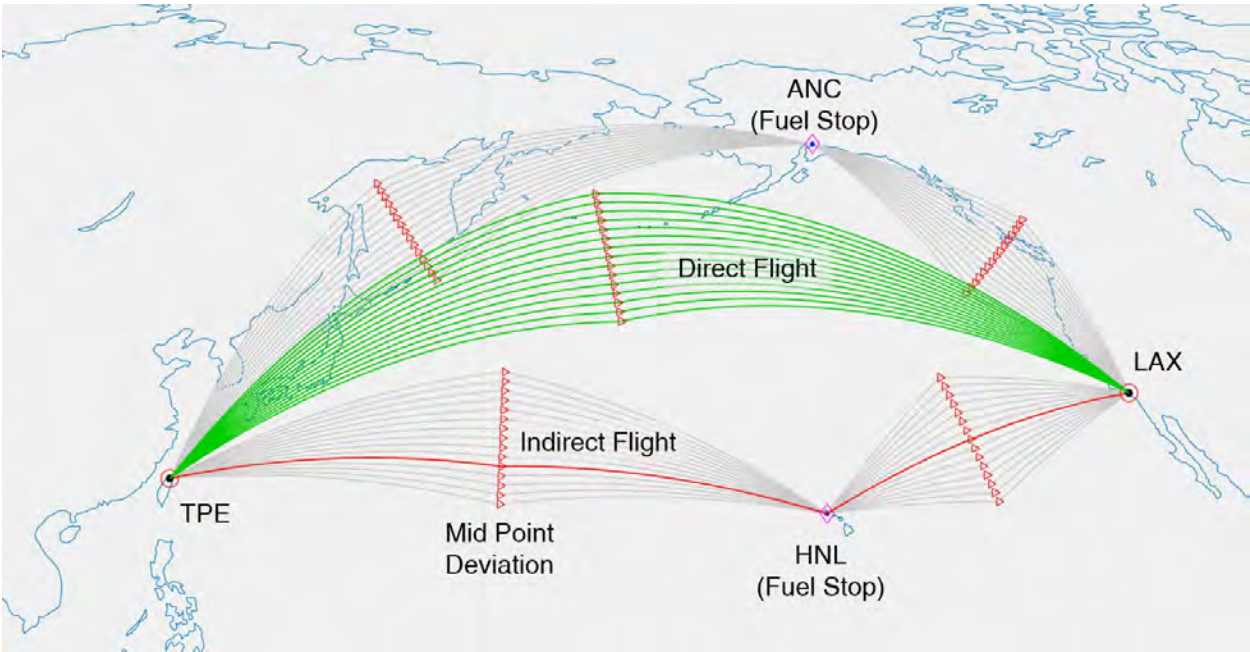 ANC
(Fuel Stop)
Direct Flight
LAX
Indirect Flight
TPE
Mid Point
Deviation
HNL
(Fuel Stop)